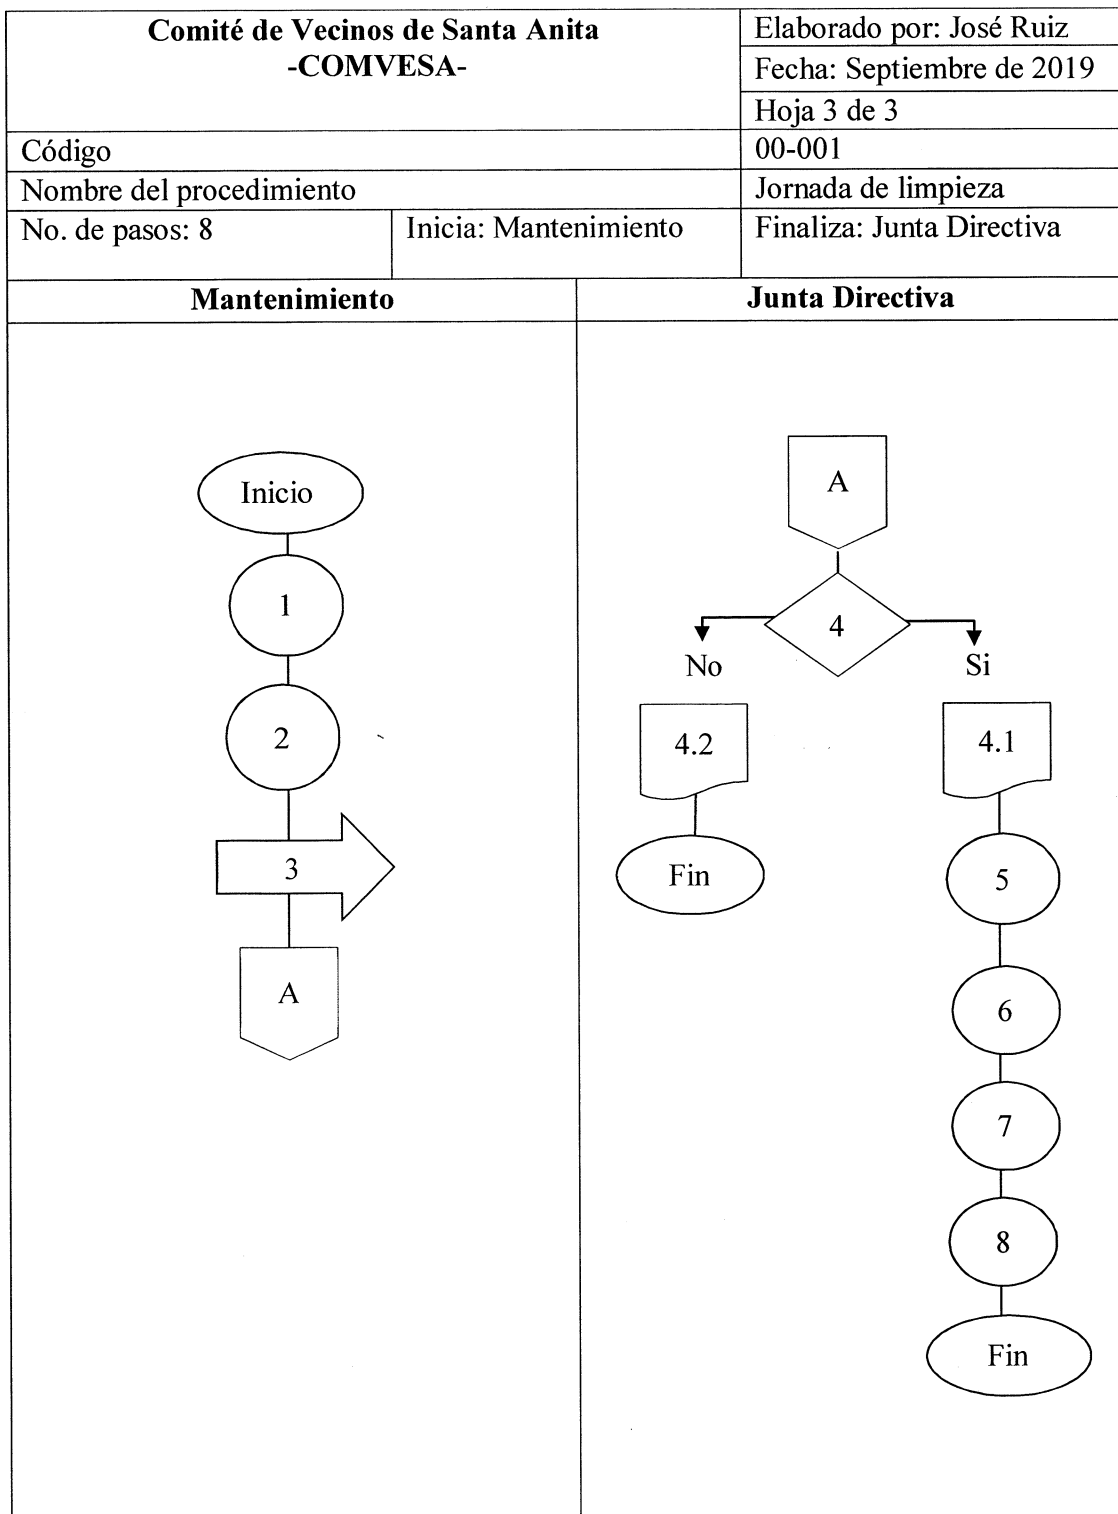 Comité de Vecinos de Santa Anita
-COMVESA-
Elaborado por: José Ruiz
Fecha: Septiembre de 2019
Hoja 3 de 3
Código
00-001
Nombre del procedimiento
Jornada de limpieza
No. de pasos: 8
Inicia: Mantenimiento
Finaliza: Junta Directiva
Mantenimiento
Junta Directiva
Inicio
1
2
3
A
A
4
No
Si
4.2
4.1
Fin
5
6
7
8
Fin